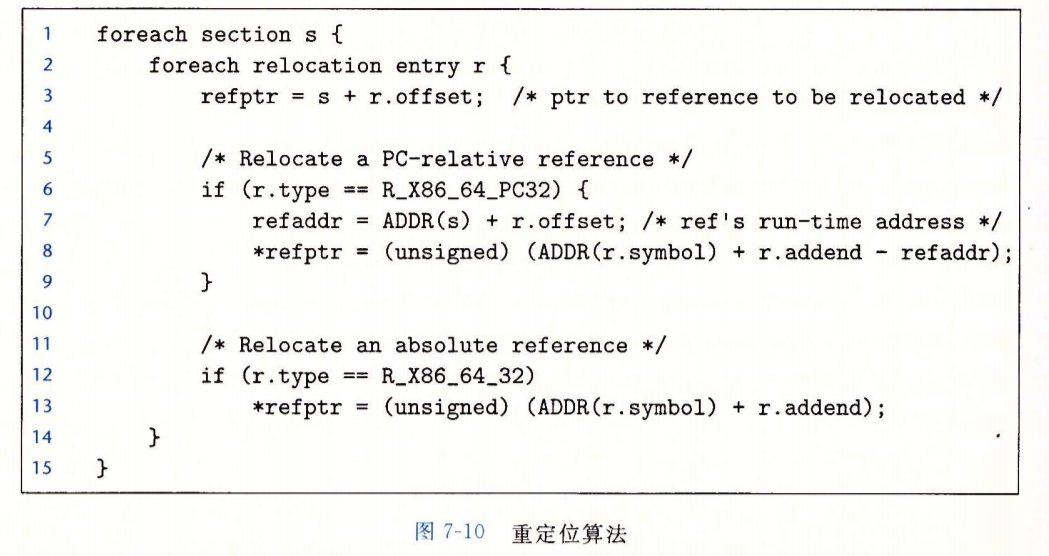 1 foreach section s {
2 foreach relocation entry r {
3 refptr = s + r.offset; /* ptr to reference to be relocated */
4
5 /* Relocate a PC-relative reference */
6 if (r.type == R_X86_64_PC32) {
7 refaddr = ADDR(s) + r.offset; /* ref's run-time address */
8 *refptr = (unsigned) (ADDR(r.symbol) + r.addend - refaddr);
9 }
10
11 /* Relocate an absolute reference */
12 if (r.type == R_X86_64_32)
13 *refptr = (unsigned) (ADDR(r.symbol) + r.addend);
14 }
15 }
图 7-10 重定位算法